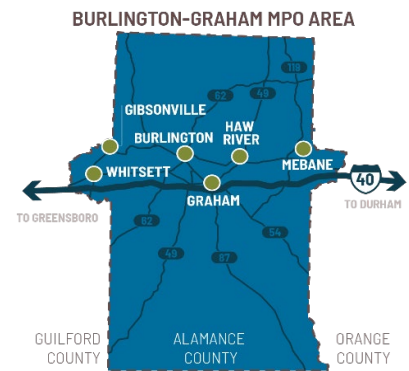 BURLINGTON-GRAHAM MPO AREA
119
62
49
GIBSONVILLE
BURLINGTON
HAW
RIVER
MEBANE
WHITSETT
GRAHAM
40
TO GREENSBORO
TO DURHAM
62
54
49
87
GUILFORD
COUNTY
ALAMANCE
COUNTY
ORANGE
COUNTY